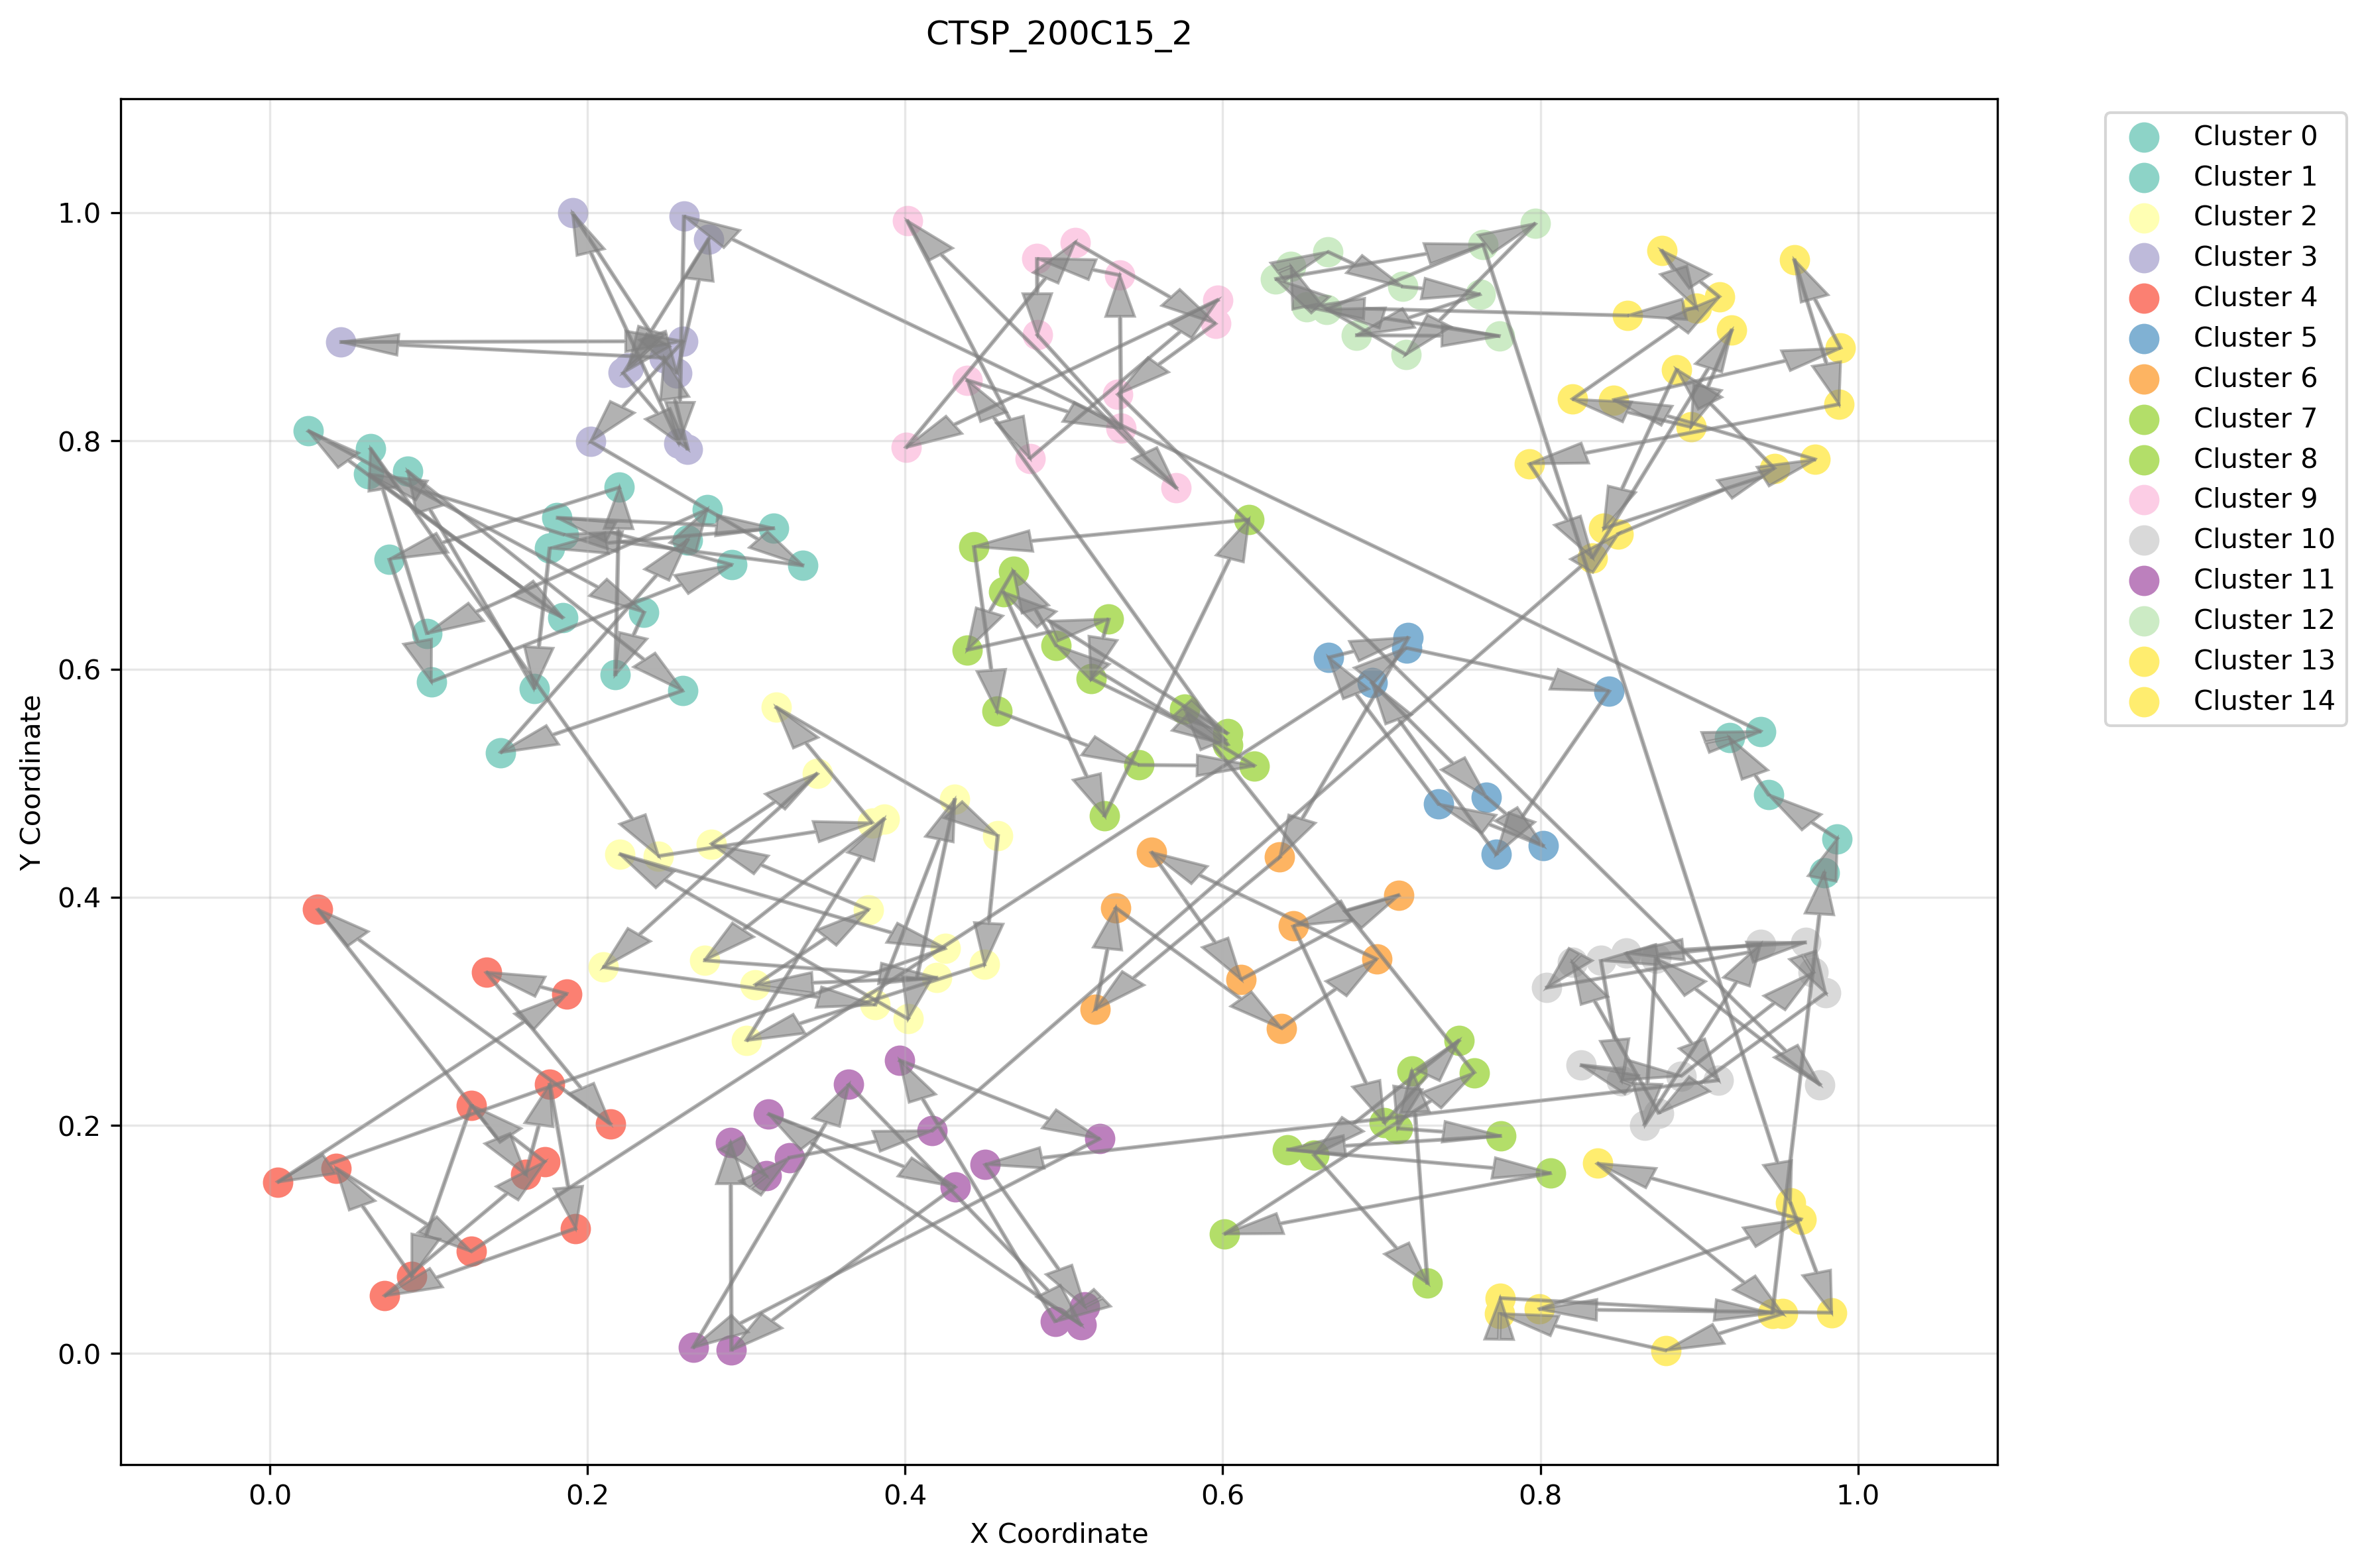 CTSP_200C15_2
1.0
0.8
0.6
0.4
0.2
0.0
Y Coordinate
0.0 0.2 0.4 0.6 0.8 1.0
X Coordinate
Cluster 0
Cluster 1
Cluster 2
Cluster 3
Cluster 4
Cluster 5
Cluster 6
Cluster 7
Cluster 8
Cluster 9
Cluster 10
Cluster 11
Cluster 12
Cluster 13
Cluster 14